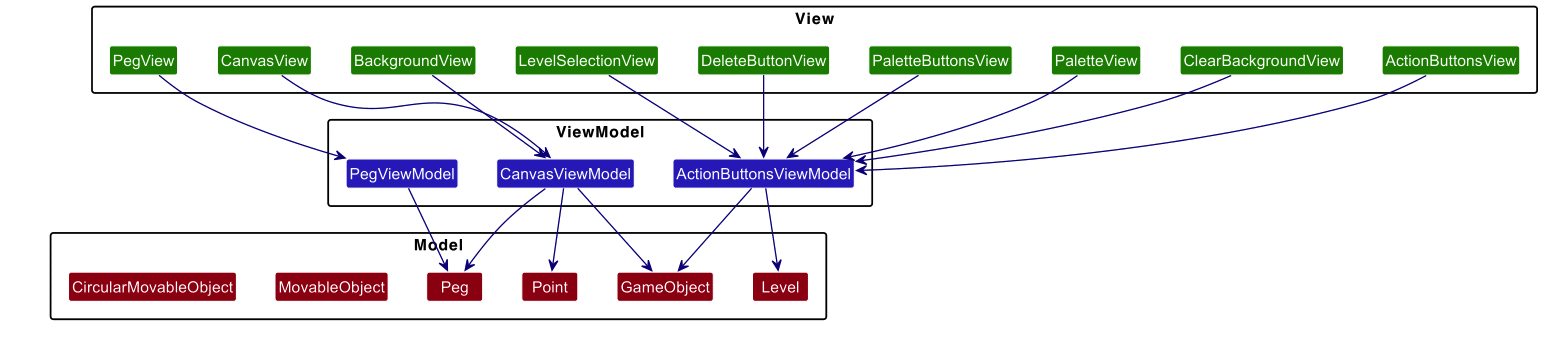 View
PegView
CanvasView
BackgroundView
LevelSelectionView
DeleteButtonView
PaletteButtonsView
PaletteView
ClearBackgroundView
ActionButtonsView
ViewModel
PegViewModel
CanvasViewModel
ActionButtonsViewModel
Model
CircularMovableObject
MovableObject
Peg
Point
GameObject
Level